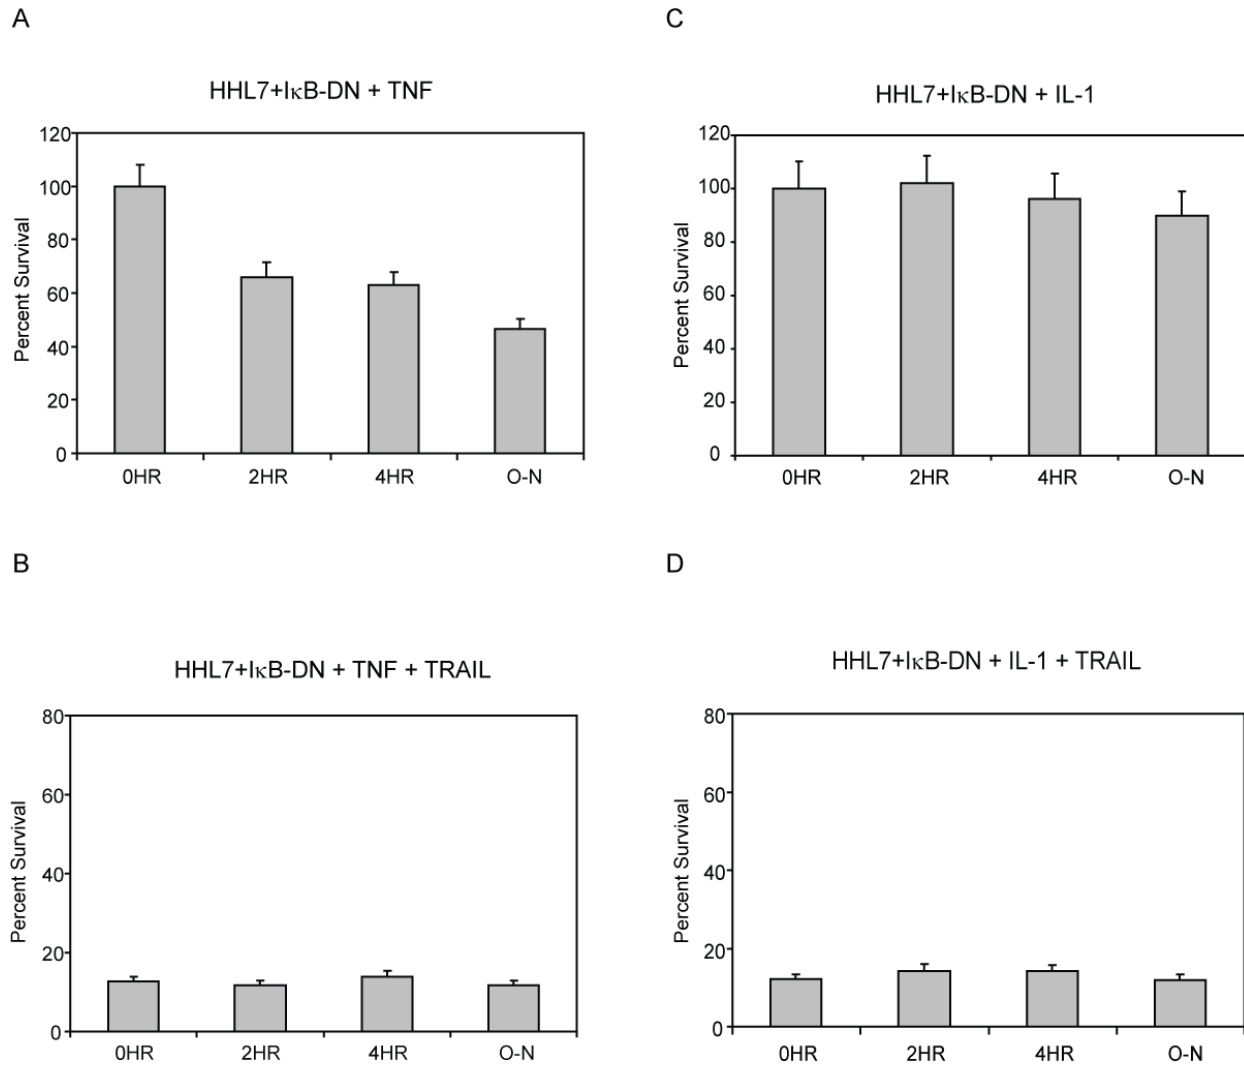 A
HHL7+IκB-DN + TNF
Percent Survival
120
100
80
60
40
20
0
0HR 2HR 4HR O-N
C
HHL7+IκB-DN + IL-1
Percent Survival
120
100
80
60
40
20
0
0HR 2HR 4HR O-N
B
HHL7+IκB-DN + TNF + TRAIL
Percent Survival
80
60
40
20
0
0HR 2HR 4HR O-N
D
HHL7+IκB-DN + IL-1 + TRAIL
Percent Survival
80
60
40
20
0
0HR 2HR 4HR O-N